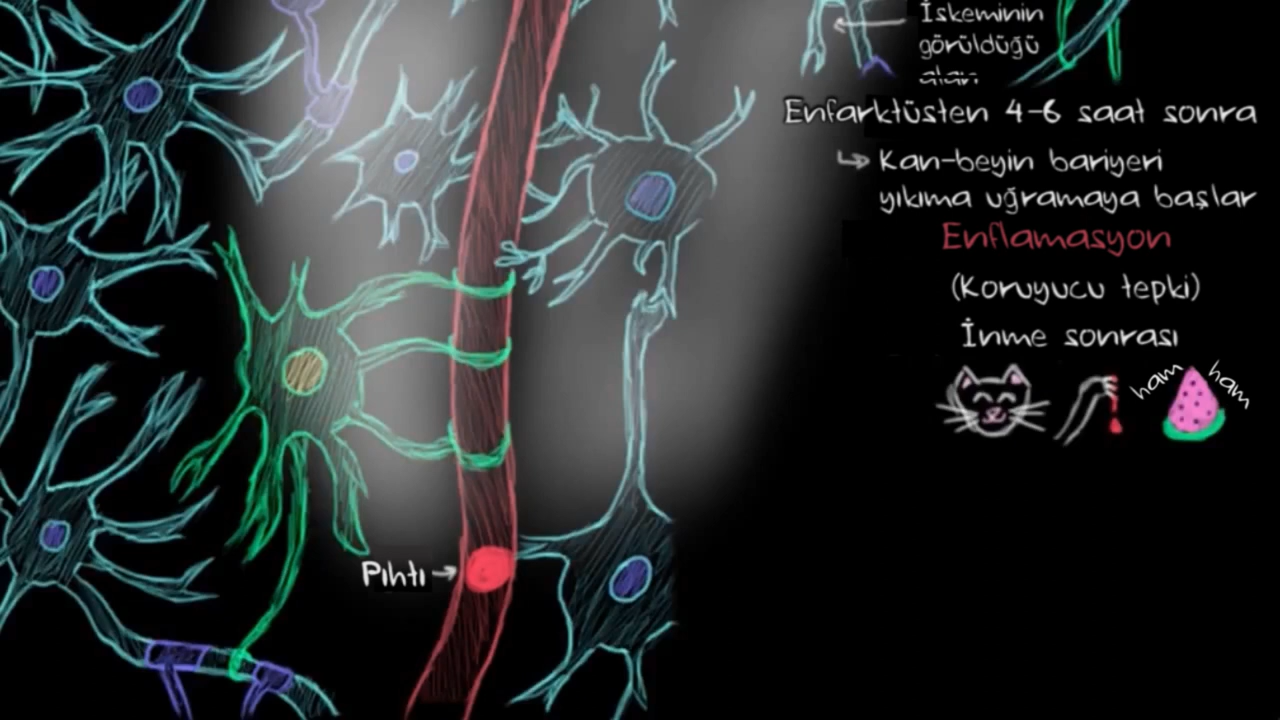 İskeminin
görüldüğü
alan
Enfarktüsten 4-6 saat sonra
↳ Kan-beyin bariyeri
yıkıma uğramaya başlar
Enflamasyon
(Koruyucu tepki)
İnme sonrası
ham ham
Pıhtı→